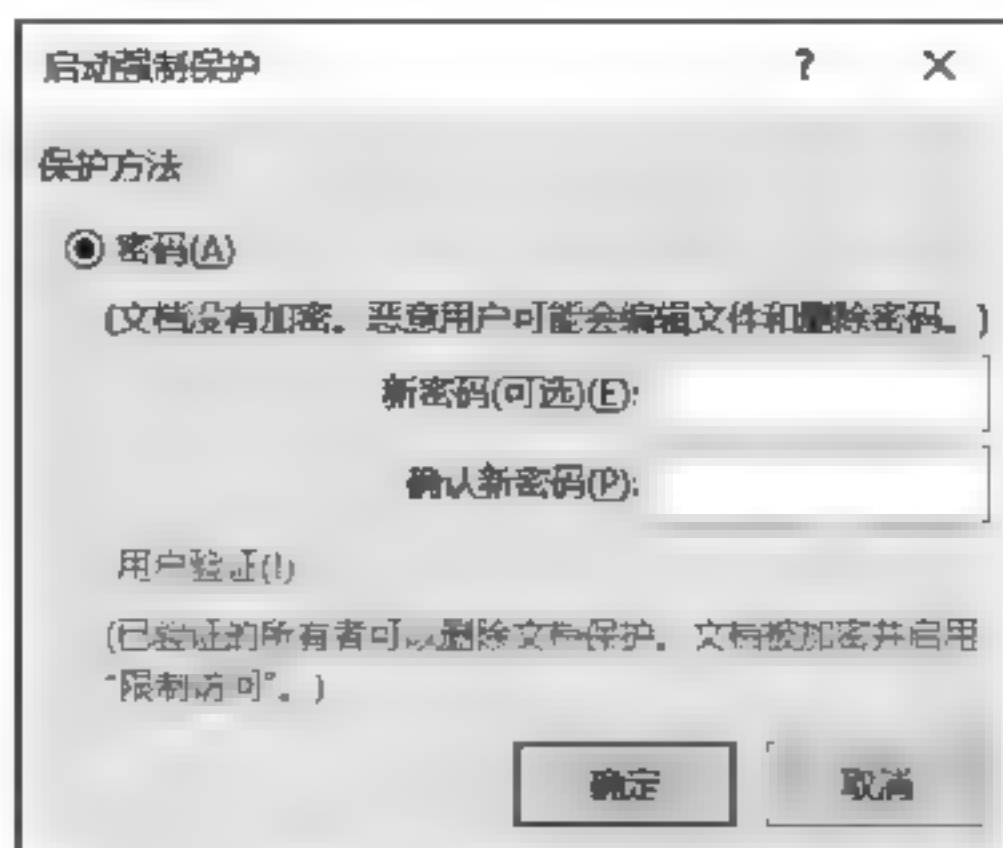 启动强制保护 ? ×
保护方法
密码(A)
(文档没有加密。恶意用户可能会编辑文件和删除密码。)
新密码(可选)(E):
确认新密码(P):
用户验证(I)
(已验证的所有者可以删除文档保护。文档被加密并启用
“限制访问”。)
确定 取消